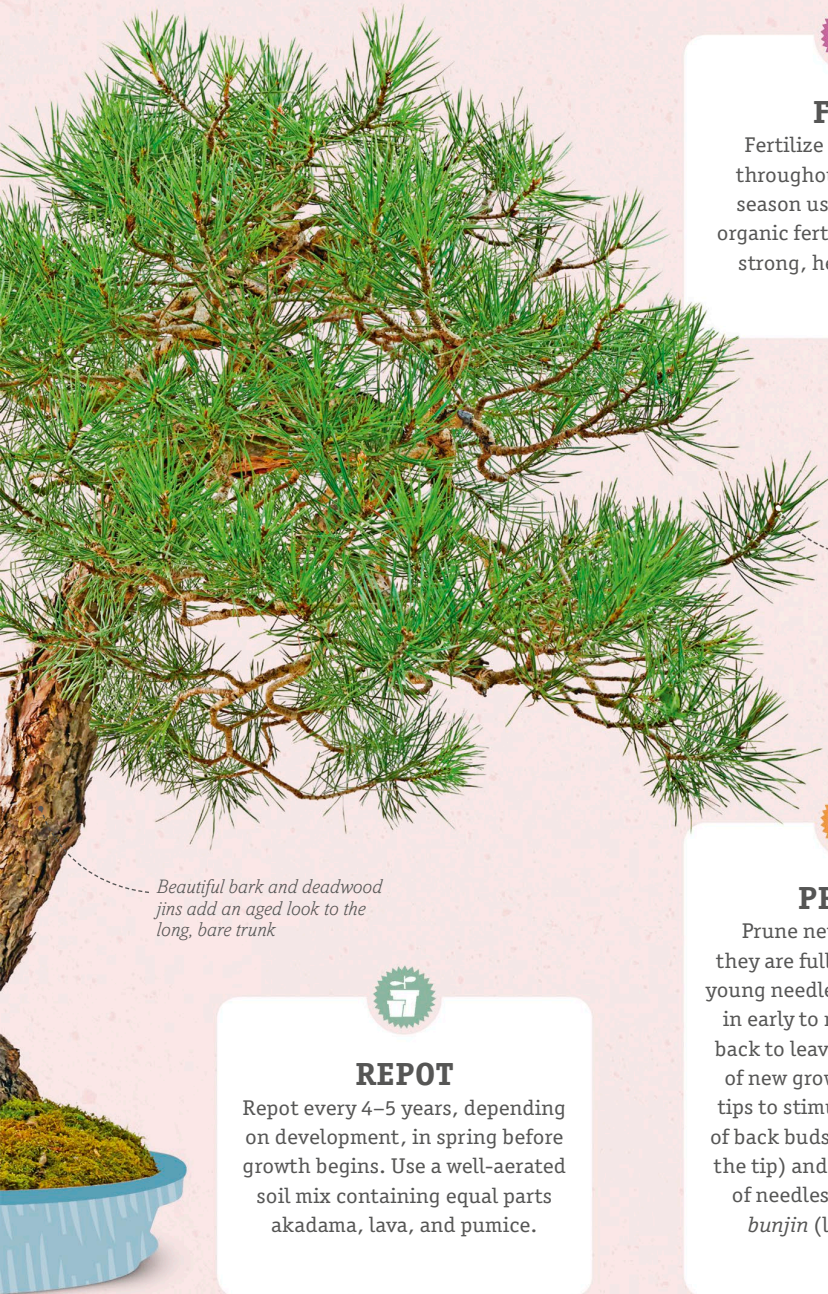 F
Fertilize
throughou
season us
organic fert
strong, he
Beautiful bark and deadwood
jins add an aged look to the
long, bare trunk
REPOT
Repot every 4–5 years, depending
on development, in spring before
growth begins. Use a well-aerated
soil mix containing equal parts
akadama, lava, and pumice.
Prune ne
they are full
young needle
in early to
back to leav
of new grow
tips to stim
of back buds
the tip) and
of needles
bunjin (l